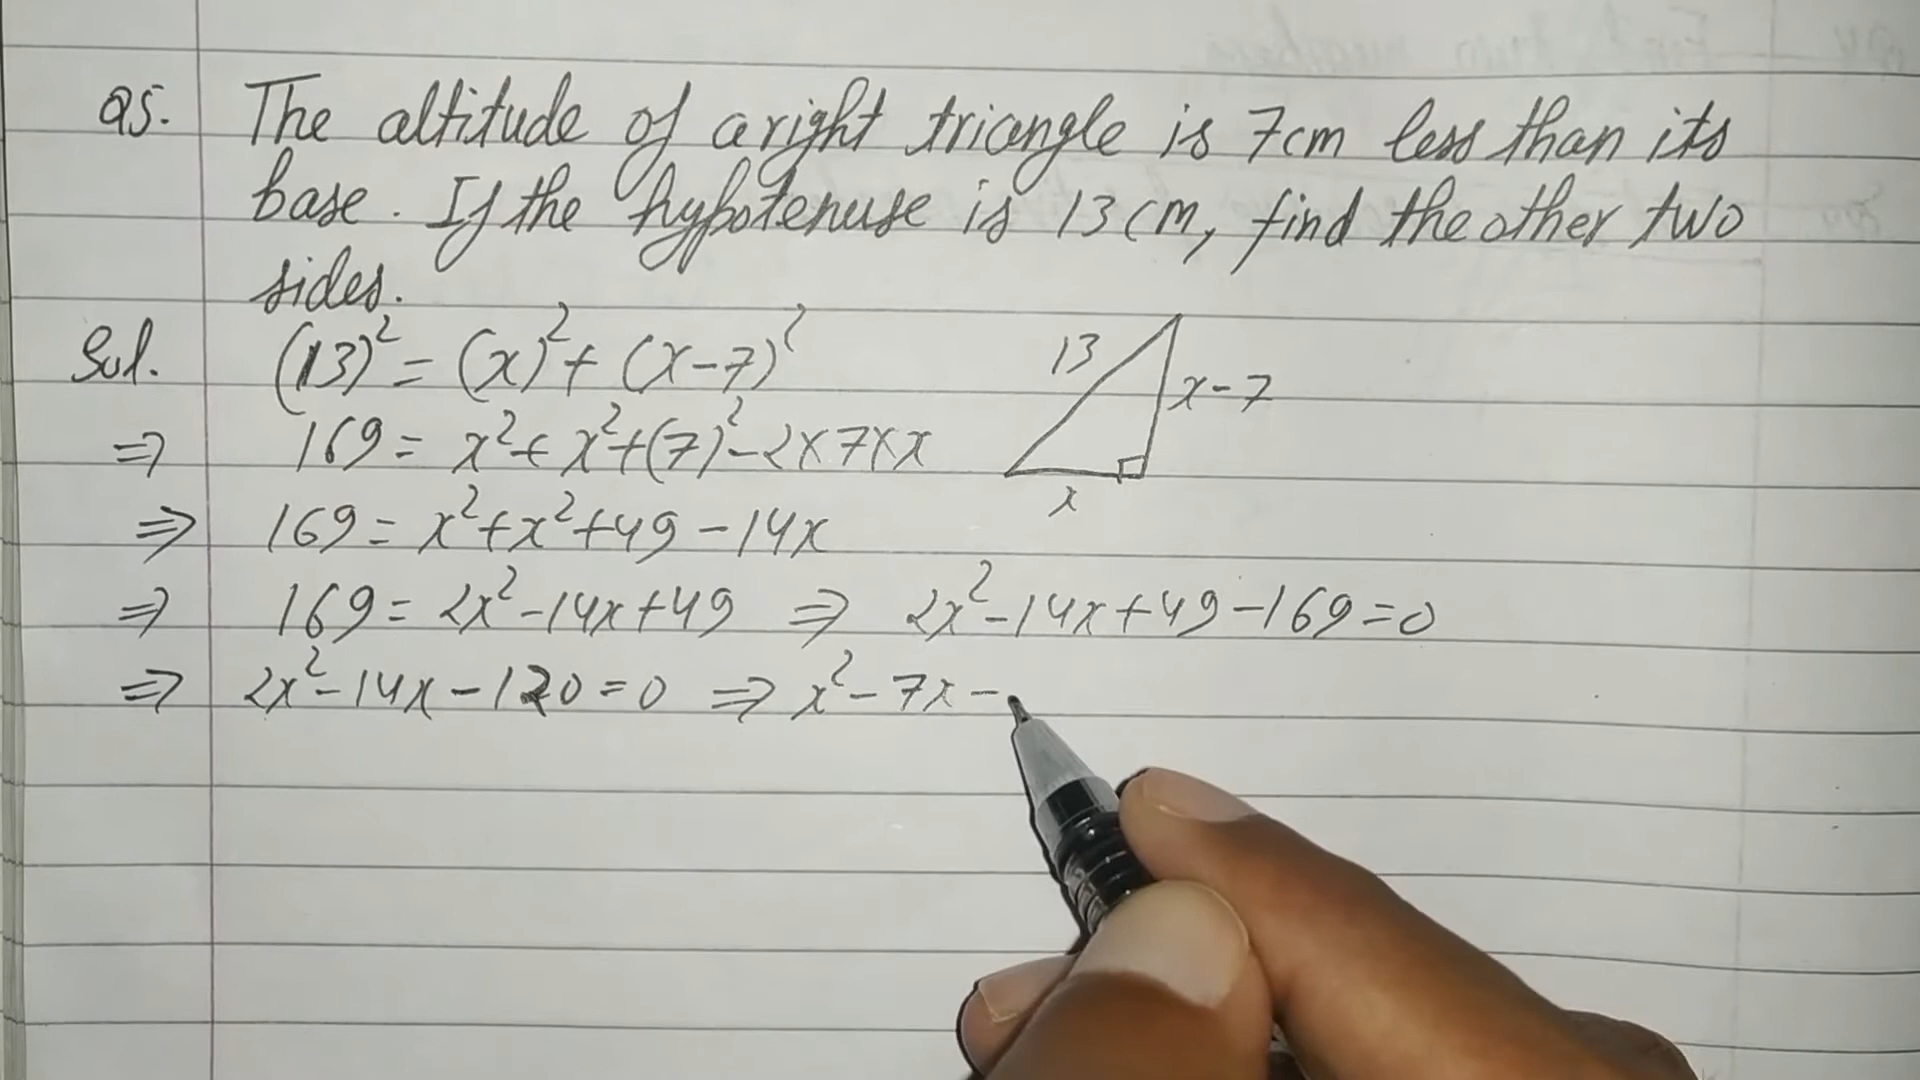 Q5. The altitude of a right triangle is 7cm less than its
base. If the hypotenuse is 13 cm, find the other two
sides.
Sol. (13)² = (x)² + (x-7)²
13
x-7
x
⇒ 169 = x² + x² + (7)² - 2×7×x
⇒ 169 = x² + x² + 49 - 14x
⇒ 169 = 2x² - 14x + 49 ⇒ 2x² - 14x + 49 - 169 = 0
⇒ 2x² - 14x - 120 = 0 ⇒ x² - 7x -